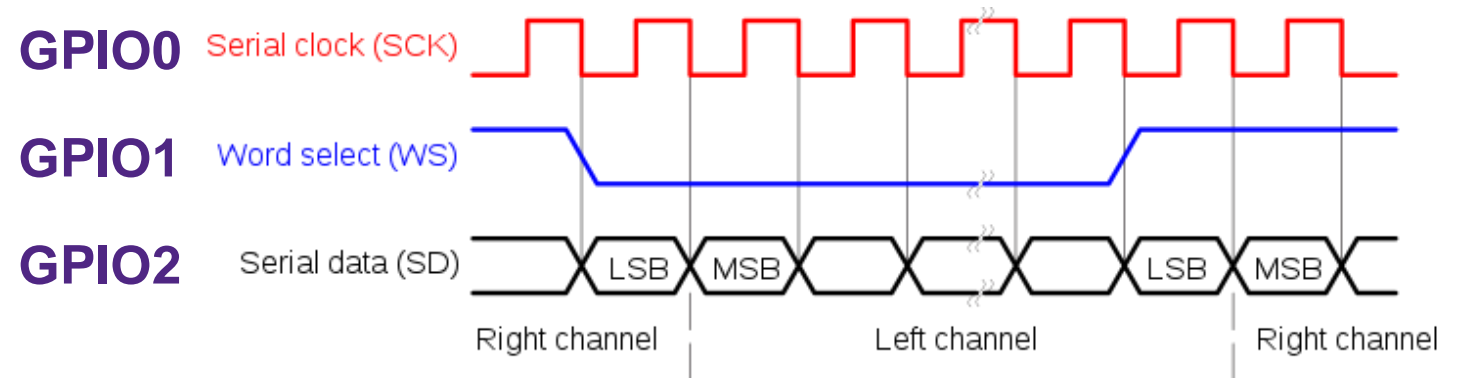 GPIO0 Serial clock (SCK)
GPIO1 Word select (WS)
GPIO2 Serial data (SD) LSB MSB LSB MSB
Right channel Left channel Right channel